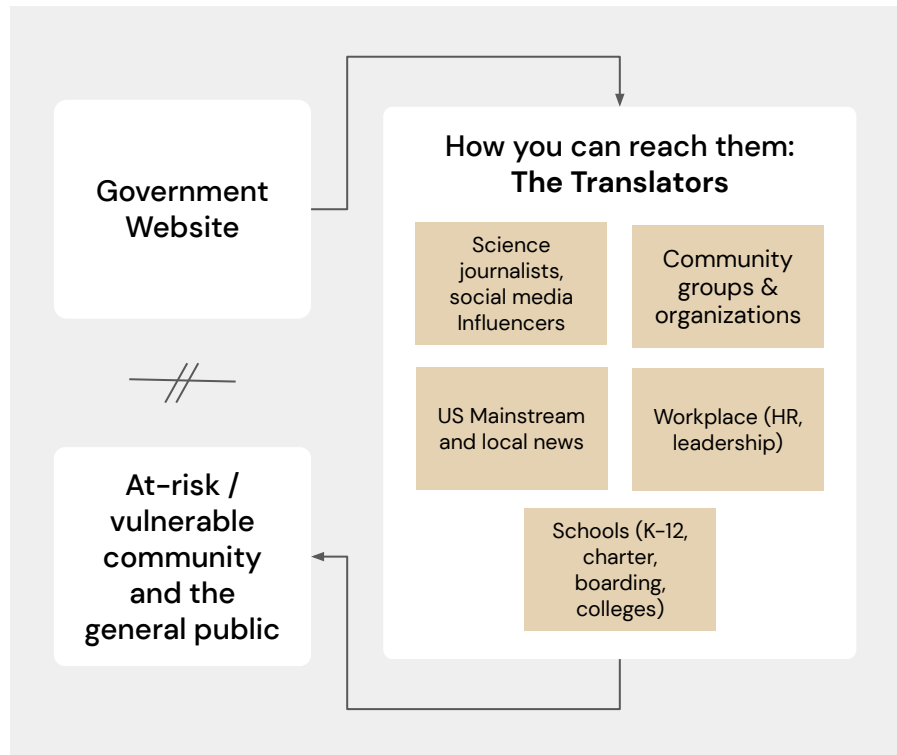 Government
Website
How you can reach them:
The Translators
Science
journalists,
social media
Influencers
Community
groups &
organizations
US Mainstream
and local news
Workplace (HR,
leadership)
Schools (K-12,
charter,
boarding,
colleges)
At-risk /
vulnerable
community
and the
general public